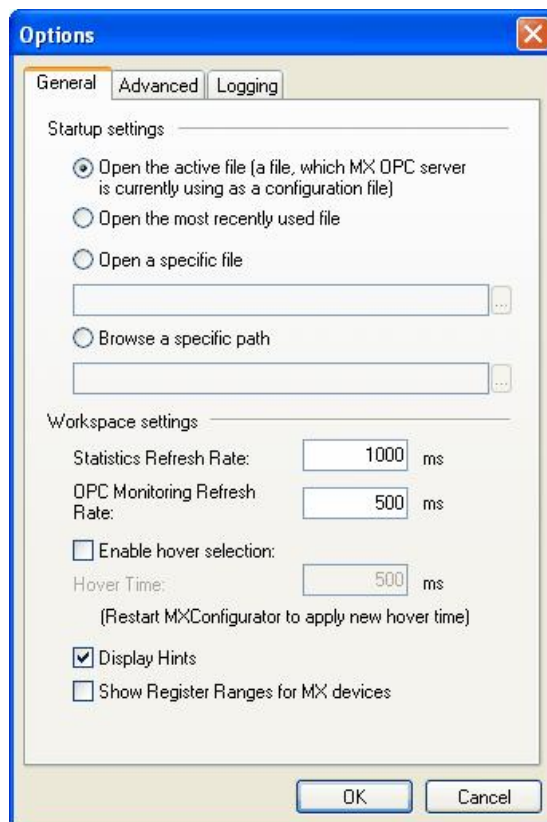 Options
General
Advanced
Logging
Startup settings
Open the active file (a file, which MX OPC server
is currently using as a configuration file)
Open the most recently used file
Open a specific file
...
Browse a specific path
...
Workspace settings
Statistics Refresh Rate: 1000 ms
OPC Monitoring Refresh
Rate: 500 ms
Enable hover selection:
Hover Time: 500 ms
(Restart MXConfigurator to apply new hover time)
Display Hints
Show Register Ranges for MX devices
OK
Cancel